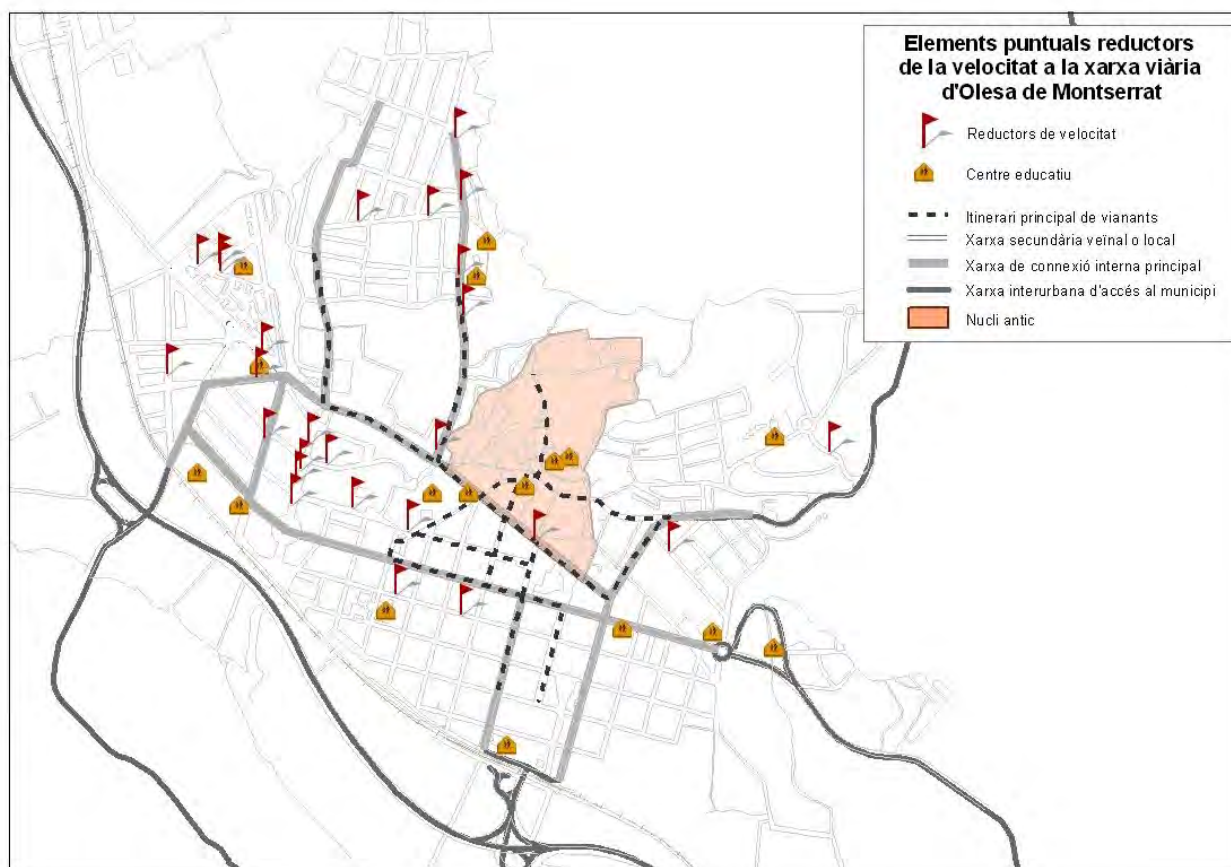 Elements puntuals reductors
de la velocitat a la xarxa viària
d'Olesa de Montserrat
Reductors de velocitat
Centre educatiu
Itinerari principal de vianants
Xarxa secundària veïnal o local
Xarxa de connexió interna principal
Xarxa interurbana d'accés al municipi
Nucli antic